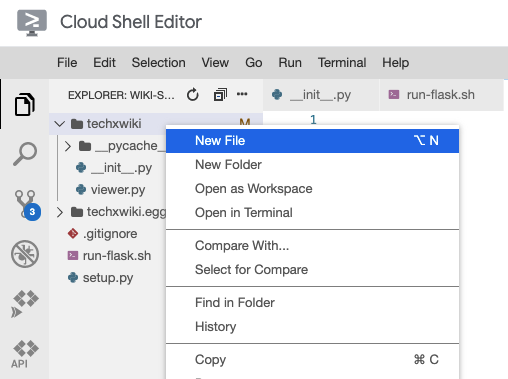 Cloud Shell Editor
File Edit Selection View Go Run Terminal Help
EXPLORER: WIKI-S... __init__.py run-flask.sh
techxwiki M 1
New File ⌥ N
__pycache_
New Folder
__init__.py
viewer.py
Open as Workspace
techxwiki.egg
Open in Terminal
3
.gitignore
run-flask.sh
Compare With...
setup.py
Select for Compare
Find in Folder
History
API
Copy ⌘ C